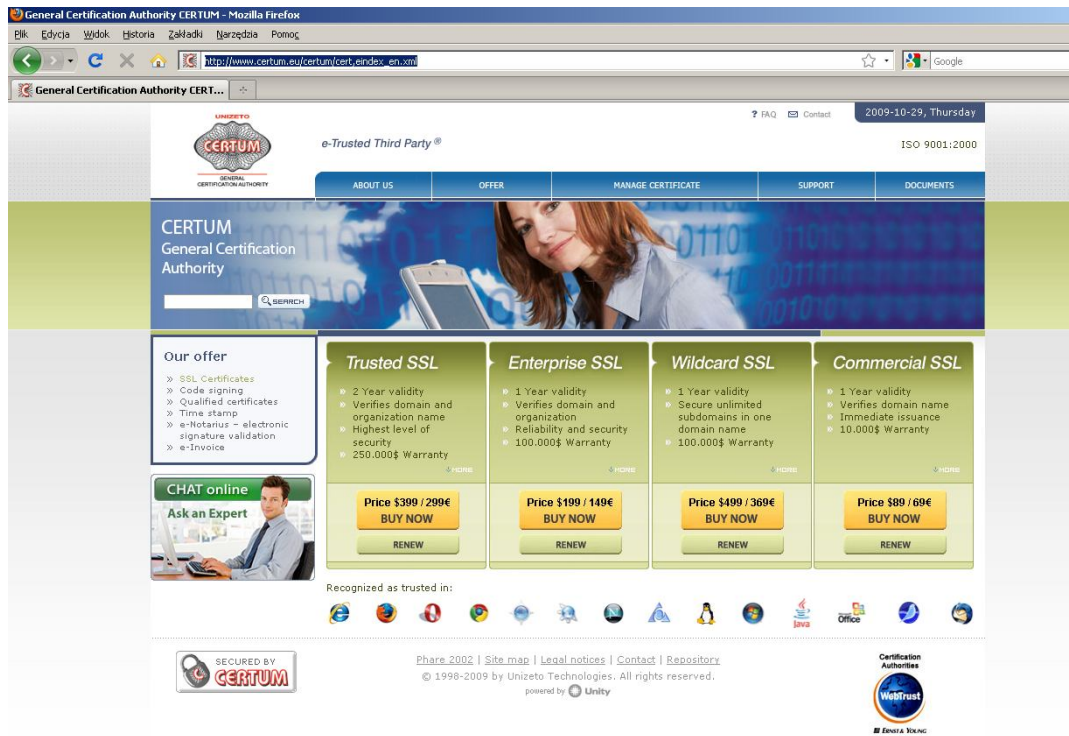 General Certification Authority CERTUM - Mozilla Firefox
Plik Edycja Widok Historia Zakładki Narzędzia Pomoc
http://www.certum.eu/certum/cert,eindex_en.xml
Google
General Certification Authority CERT...
UNIZETO
CERTUM
GENERAL
CERTIFICATION AUTHORITY
e-Trusted Third Party ®
? FAQ Contact
2009-10-29, Thursday
ISO 9001:2000
ABOUT US OFFER MANAGE CERTIFICATE SUPPORT DOCUMENTS
CERTUM
General Certification
Authority
SEARCH
Our offer
» SSL Certificates
» Code signing
» Qualified certificates
» Time stamp
» e-Notarius – electronic
signature validation
» e-Invoice
CHAT online
Ask an Expert
Trusted SSL
» 2 Year validity
» Verifies domain and
organization name
» Highest level of
security
» 250.000$ Warranty
MORE
Price $399 / 299€
BUY NOW
RENEW
Enterprise SSL
» 1 Year validity
» Verifies domain and
organization
» Reliability and security
» 100.000$ Warranty
MORE
Price $199 / 149€
BUY NOW
RENEW
Wildcard SSL
» 1 Year validity
» Secure unlimited
subdomains in one
domain name
» 100.000$ Warranty
MORE
Price $499 / 369€
BUY NOW
RENEW
Commercial SSL
» 1 Year validity
» Verifies domain name
» Immediate issuance
» 10.000$ Warranty
MORE
Price $89 / 69€
BUY NOW
RENEW
Recognized as trusted in:
Java
Office
SECURED BY
CERTUM
Phare 2002 | Site map | Legal notices | Contact | Repository
© 1998-2009 by Unizeto Technologies. All rights reserved.
powered by Unity
Certification
Authorities
WebTrust
ERNST & YOUNG